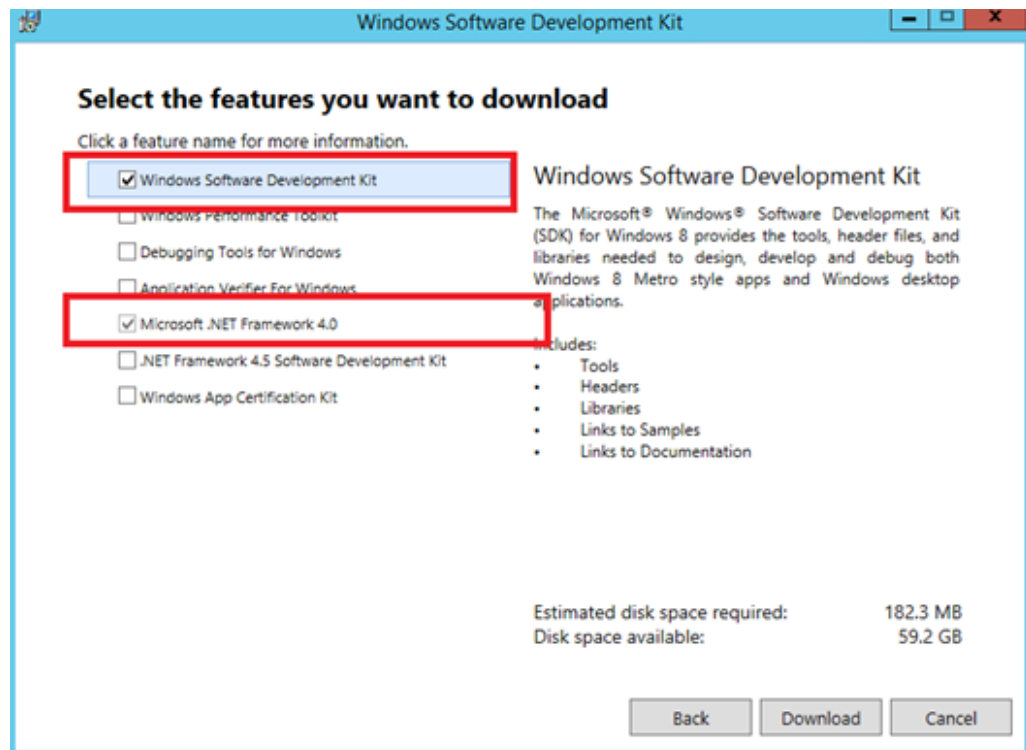 Windows Software Development Kit
Select the features you want to download
Click a feature name for more information.
Windows Software Development Kit
Windows Performance Toolkit
Debugging Tools for Windows
Application Verifier For Windows
Microsoft .NET Framework 4.0
.NET Framework 4.5 Software Development Kit
Windows App Certification Kit
Windows Software Development Kit
The Microsoft® Windows® Software Development Kit
(SDK) for Windows 8 provides the tools, header files, and
libraries needed to design, develop and debug both
Windows 8 Metro style apps and Windows desktop
applications.
Includes:
• Tools
• Headers
• Libraries
• Links to Samples
• Links to Documentation
Estimated disk space required: 182.3 MB
Disk space available: 59.2 GB
Back Download Cancel